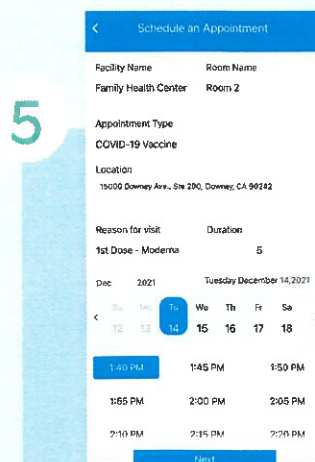 Schedule an Appointment
5
Facility Name Room Name
Family Health Center Room 2
Appointment Type
COVID-19 Vaccine
Location
15000 Downey Ave., Ste 200, Downey, CA 90242
Reason for visit Duration
1st Dose - Moderna 5
Dec 2021 Tuesday December 14,2021
Su Mo Tu We Th Fr Sa
12 13 14 15 16 17 18
1:40 PM 1:45 PM 1:50 PM
1:55 PM 2:00 PM 2:05 PM
2:10 PM 2:15 PM 2:20 PM
Next